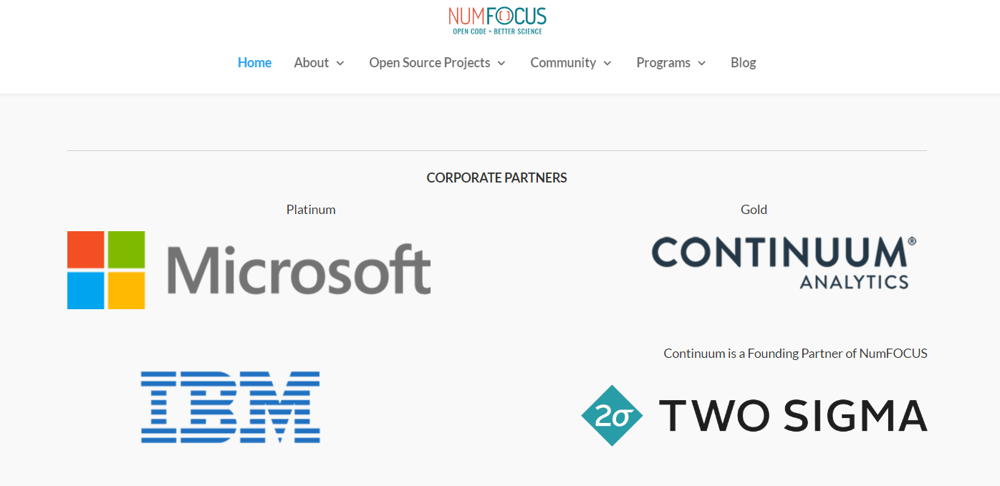 NUMFOCUS
OPEN CODE = BETTER SCIENCE
Home About Open Source Projects Community Programs Blog
CORPORATE PARTNERS
Platinum
Gold
Microsoft
CONTINUUM®
ANALYTICS
Continuum is a Founding Partner of NumFOCUS
IBM
2σ TWO SIGMA